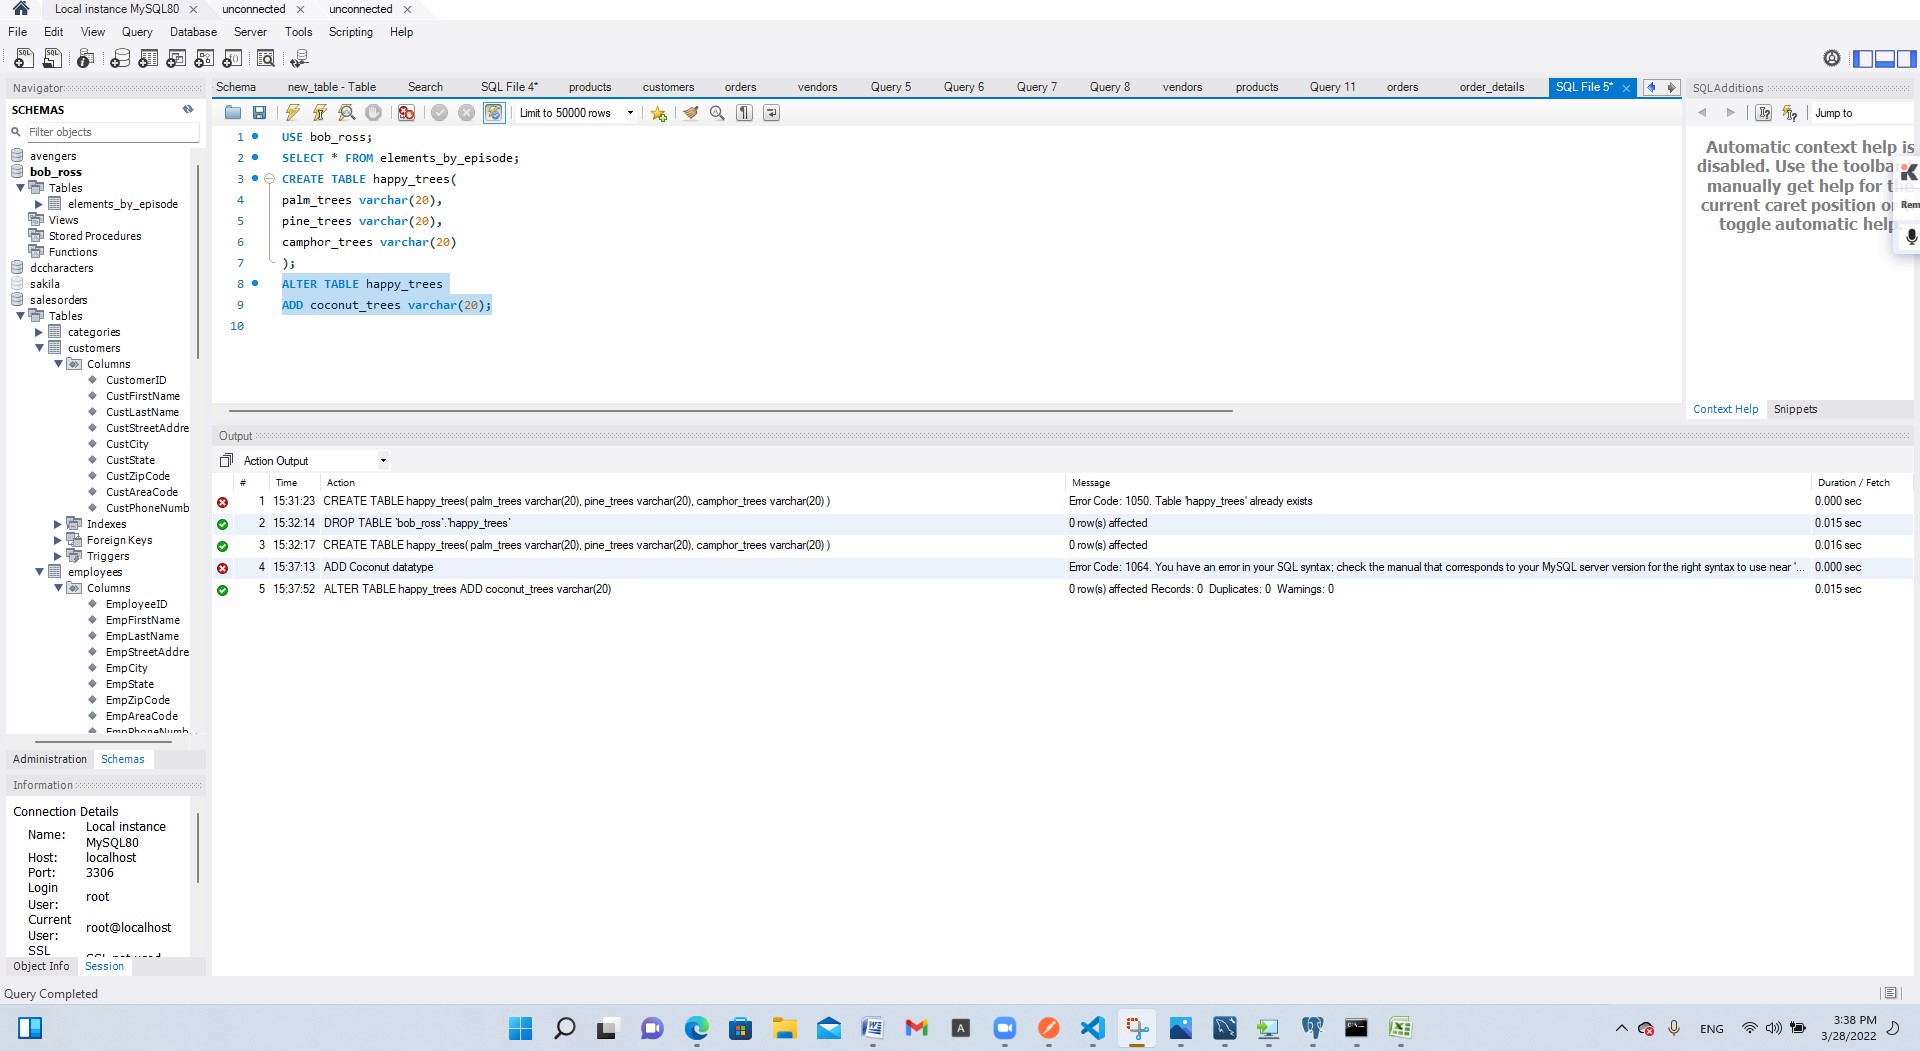 Local instance MySQL80
unconnected
unconnected
File Edit View Query Database Server Tools Scripting Help
Navigator
SCHEMAS
Filter objects
avengers
bob_ross
Tables
elements_by_episode
Views
Stored Procedures
Functions
dccharacters
sakila
salesorders
Tables
categories
customers
Columns
CustomerID
CustFirstName
CustLastName
CustStreetAddre
CustCity
CustState
CustZipCode
CustAreaCode
CustPhoneNumb
Indexes
Foreign Keys
Triggers
employees
Columns
EmployeeID
EmpFirstName
EmpLastName
EmpStreetAddre
EmpCity
EmpState
EmpZipCode
EmpAreaCode
EmpPhoneNumb
Administration Schemas
Information
Connection Details
Name: Local instance MySQL80
Host: localhost
Port: 3306
Login User: root
Current User: root@localhost
SSL
Object Info Session
Query Completed
Schema new_table - Table Search SQL File 4* products customers orders vendors Query 5 Query 6 Query 7 Query 8 vendors products Query 11 orders order_details SQL File 5*
Limit to 50000 rows
1 USE bob_ross;
2 SELECT * FROM elements_by_episode;
3 CREATE TABLE happy_trees(
4 palm_trees varchar(20),
5 pine_trees varchar(20),
6 camphor_trees varchar(20)
7 );
8 ALTER TABLE happy_trees
9 ADD coconut_trees varchar(20);
10
SQLAdditions
Jump to
Automatic context help is
disabled. Use the toolba
manually get help for the
current caret position o
toggle automatic help.
Rem
Context Help Snippets
Output
Action Output
# Time Action Message Duration / Fetch
1 15:31:23 CREATE TABLE happy_trees( palm_trees varchar(20), pine_trees varchar(20), camphor_trees varchar(20) ) Error Code: 1050. Table 'happy_trees' already exists 0.000 sec
2 15:32:14 DROP TABLE `bob_ross`.`happy_trees` 0 row(s) affected 0.015 sec
3 15:32:17 CREATE TABLE happy_trees( palm_trees varchar(20), pine_trees varchar(20), camphor_trees varchar(20) ) 0 row(s) affected 0.016 sec
4 15:37:13 ADD Coconut datatype Error Code: 1064. You have an error in your SQL syntax; check the manual that corresponds to your MySQL server version for the right syntax to use near '... 0.000 sec
5 15:37:52 ALTER TABLE happy_trees ADD coconut_trees varchar(20) 0 row(s) affected Records: 0 Duplicates: 0 Warnings: 0 0.015 sec
ENG
3:38 PM
3/28/2022